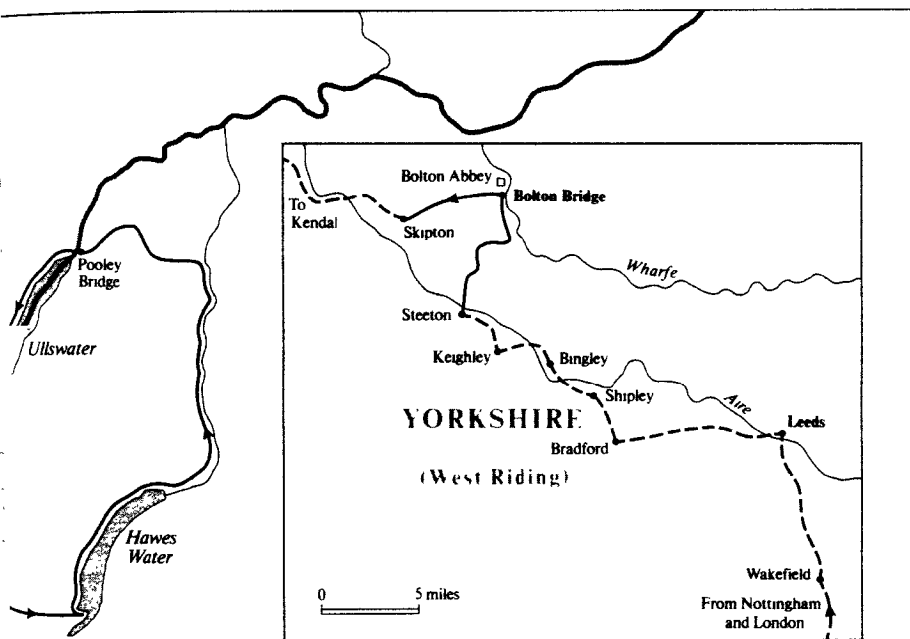 Bolton Abbey
Bolton Bridge
To
Kendal
Skipton
Pooley
Bridge
Wharfe
Steeton
Ullswater
Keighley
Bingley
Shipley
Aire
YORKSHIRE
Leeds
Bradford
(West Riding)
Hawes
Water
Wakefield
0 5 miles
From Nottingham
and London